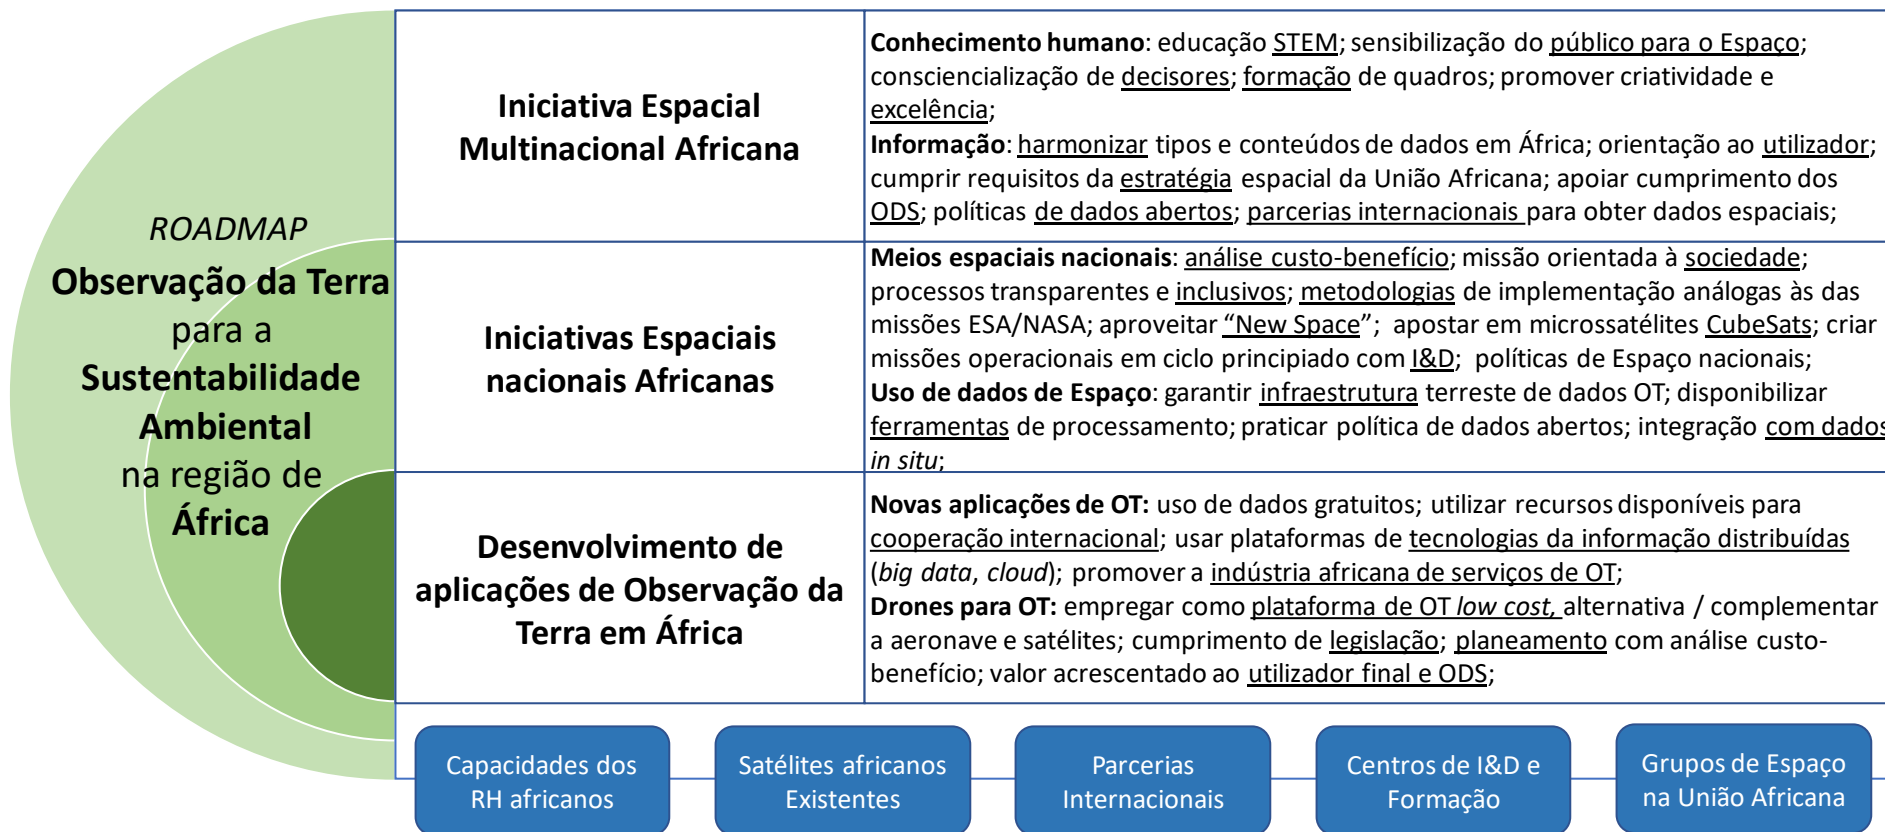 ROADMAP
Observação da Terra
para a
Sustentabilidade
Ambiental
na região de
África
Iniciativa Espacial
Multinacional Africana
Conhecimento humano: educação STEM; sensibilização do público para o Espaço;
consciencialização de decisores; formação de quadros; promover criatividade e
excelência;
Informação: harmonizar tipos e conteúdos de dados em África; orientação ao utilizador;
cumprir requisitos da estratégia espacial da União Africana; apoiar cumprimento dos
ODS; políticas de dados abertos; parcerias internacionais para obter dados espaciais;
Iniciativas Espaciais
nacionais Africanas
Meios espaciais nacionais: análise custo-benefício; missão orientada à sociedade;
processos transparentes e inclusivos; metodologias de implementação análogas às das
missões ESA/NASA; aproveitar “New Space”; apostar em microssatélites CubeSats; criar
missões operacionais em ciclo principiado com I&D; políticas de Espaço nacionais;
Uso de dados de Espaço: garantir infraestrutura terreste de dados OT; disponibilizar
ferramentas de processamento; praticar política de dados abertos; integração com dados
in situ;
Desenvolvimento de
aplicações de Observação da
Terra em África
Novas aplicações de OT: uso de dados gratuitos; utilizar recursos disponíveis para
cooperação internacional; usar plataformas de tecnologias da informação distribuídas
(big data, cloud); promover a indústria africana de serviços de OT;
Drones para OT: empregar como plataforma de OT low cost, alternativa / complementar
a aeronave e satélites; cumprimento de legislação; planeamento com análise custo-
benefício; valor acrescentado ao utilizador final e ODS;
Capacidades dos
RH africanos
Satélites africanos
Existentes
Parcerias
Internacionais
Centros de I&D e
Formação
Grupos de Espaço
na União Africana